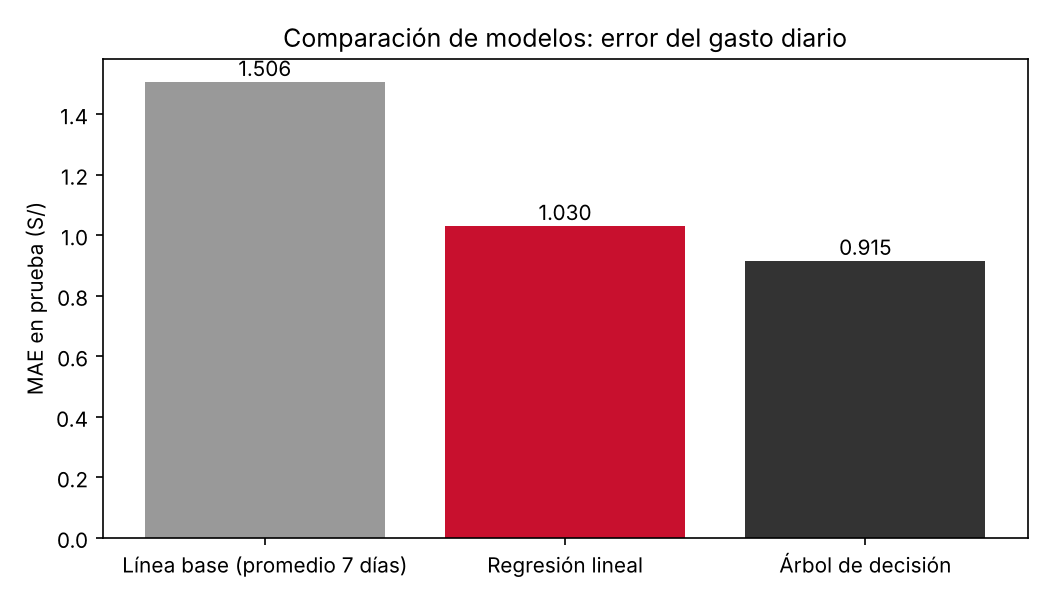 Comparación de modelos: error del gasto diario
1.506
1.030
0.915
MAE en prueba (S/)
1.4
1.2
1.0
0.8
0.6
0.4
0.2
0.0
Línea base (promedio 7 días)
Regresión lineal
Árbol de decisión